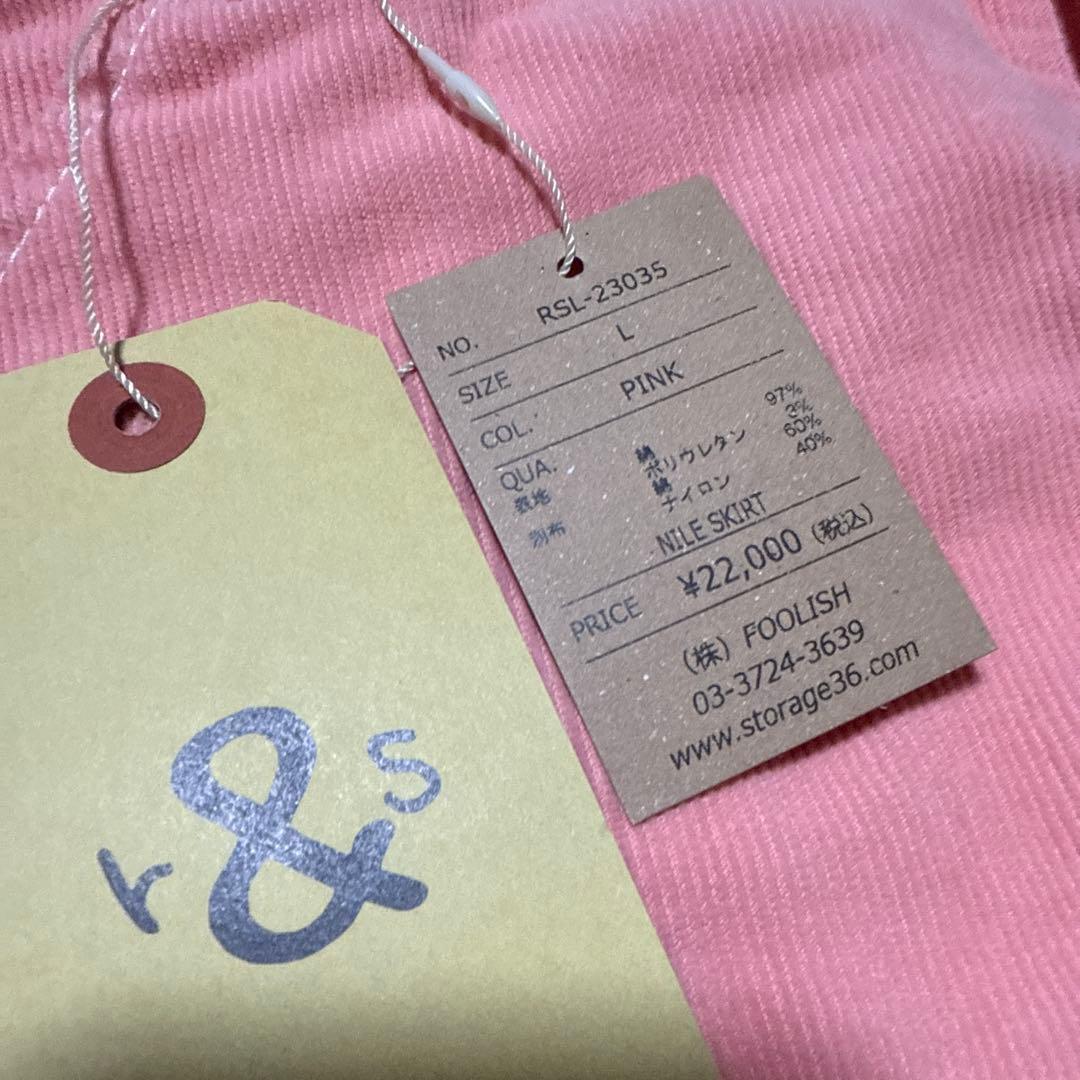 NO. RSL-23035
SIZE L
COL. PINK
QUA.
表地 綿 97%
ポリウレタン 3%
別布 綿 60%
ナイロン 40%
NILE SKIRT
PRICE ¥22,000 (税込)
(株) FOOLISH
03-3724-3639
www.storage36.com
r&s